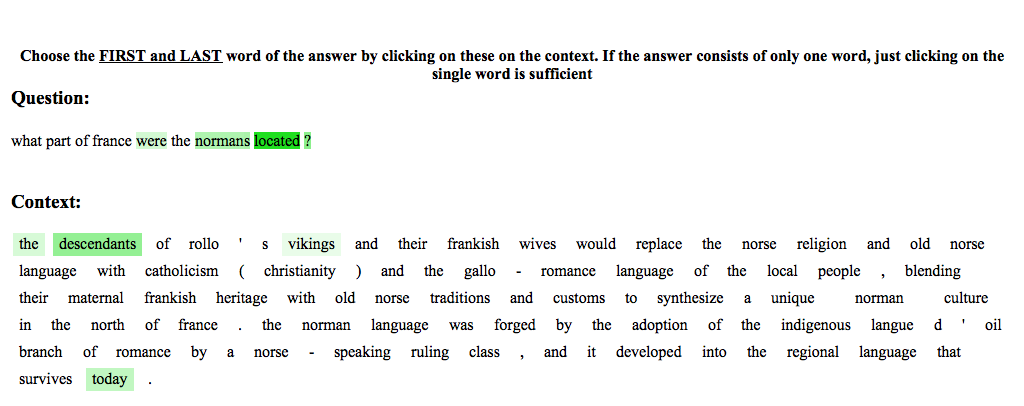 Choose the FIRST and LAST word of the answer by clicking on these on the context. If the answer consists of only one word, just clicking on the
single word is sufficient
Question:
what part of france were the normans located ?
Context:
the descendants of rollo ' s vikings and their frankish wives would replace the norse religion and old norse
language with catholicism ( christianity ) and the gallo - romance language of the local people , blending
their maternal frankish heritage with old norse traditions and customs to synthesize a unique norman culture
in the north of france . the norman language was forged by the adoption of the indigenous langue d ' oil
branch of romance by a norse - speaking ruling class , and it developed into the regional language that
survives today .